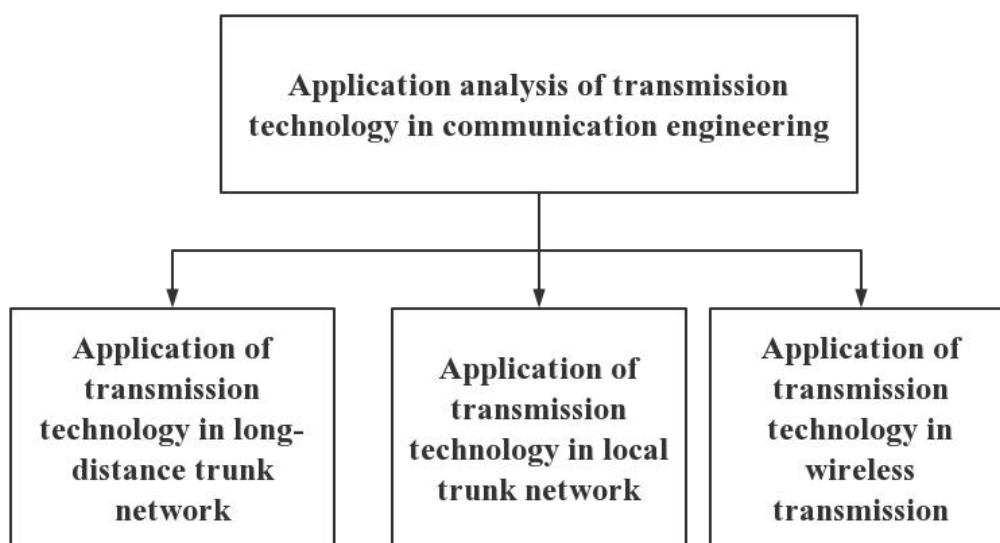 Application analysis of transmission
technology in communication engineering
Application of
transmission
technology in long-
distance trunk
network
Application of
transmission
technology in local
trunk network
Application of
transmission
technology in
wireless
transmission